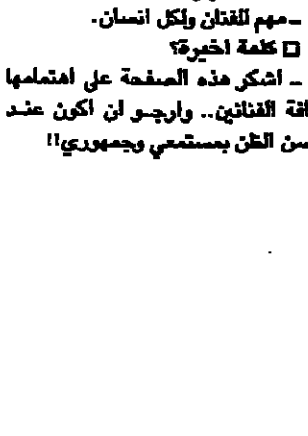 ـ مهم للفنان ولكل انسان.
□ كلمة اخيرة؟
ـ اشكر هذه الصفحة على اهتمامها
افة الفنانين.. وارجو ان اكون عند
سن الظن بمستمعي وجمهوري!!